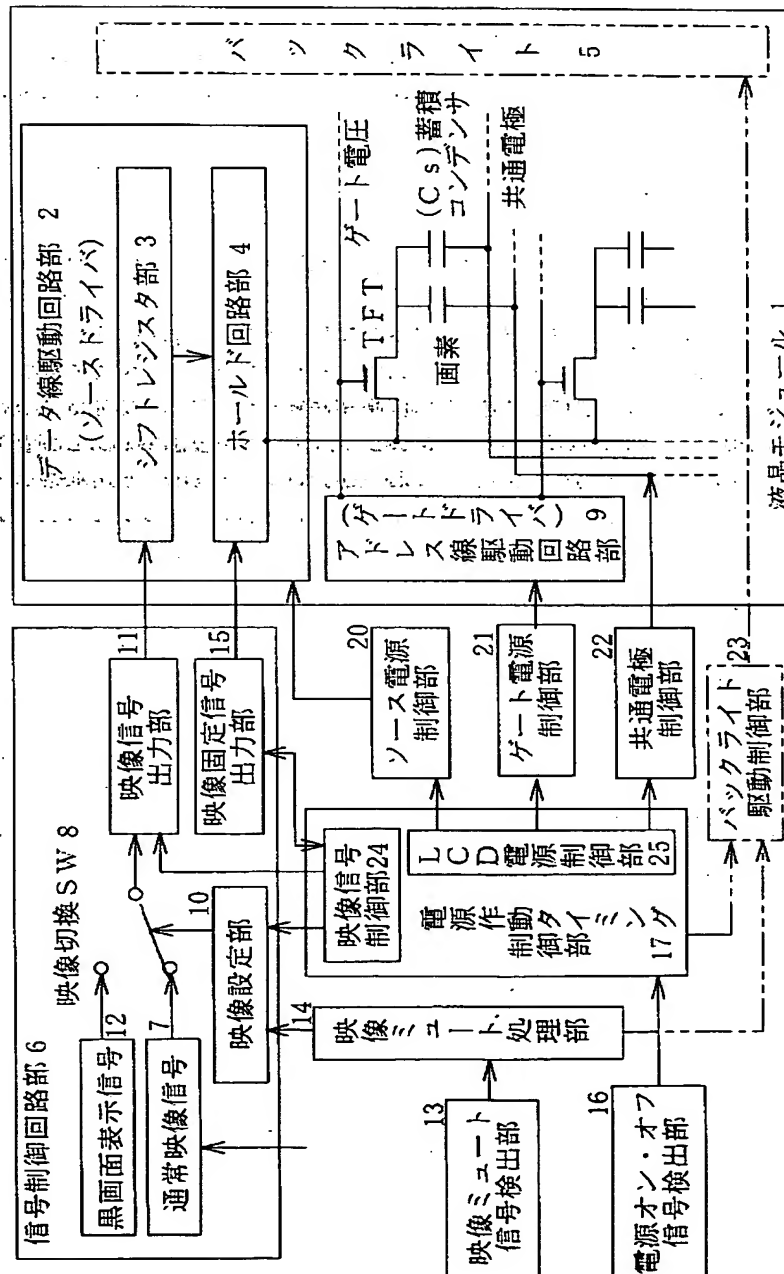 信号制御回路部 6
映像切換SW 8
黒画面表示信号
12
通常映像信号
7
映像設定部
10
映像信号
出力部
11
映像固定信号
出力部
15
データ線駆動回路部 2
(ソースドライバ)
シフトレジスタ部 3
ホールド回路部 4
バックライト 5
ゲート電圧
TFT
画素
(Cs)蓄積
コンデンサ
共通電極
(ゲートドライバ) 9
アドレス線駆動回路部
液晶モジュール 1
ソース電源
制御部
20
ゲート電源
制御部
21
共通電極
制御部
22
バックライト
駆動制御部
23
映像信号
制御部24
LCD電源制御部25
電源作動タイミング
制御部
17
映像ミュート処理部
14
映像ミュート
信号検出部
13
電源オン・オフ
信号検出部
16